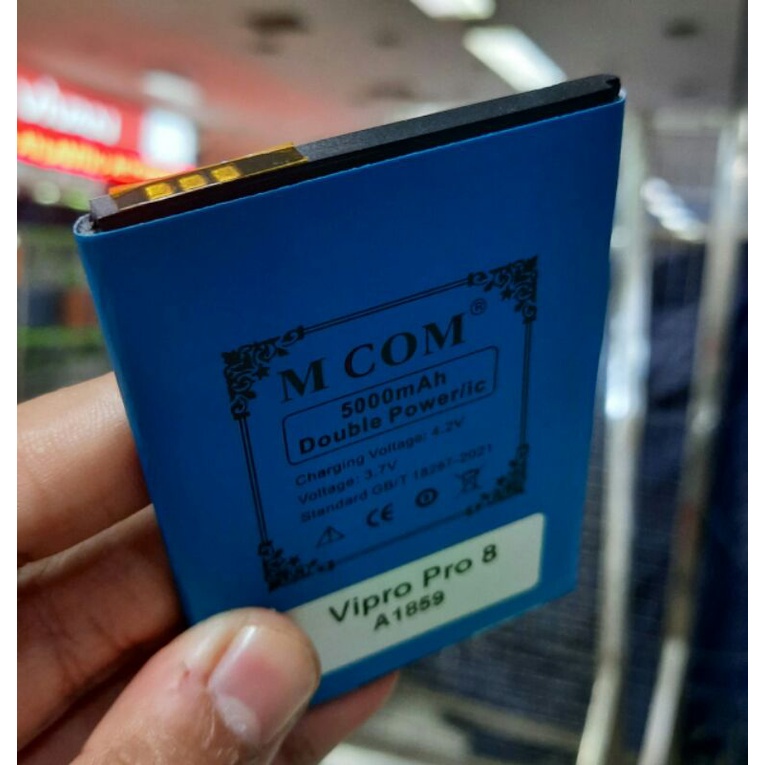 M COM ®
5000mAh
Double Power/ic
Charging Voltage: 4.2V
Voltage: 3.7V
Standard GB/T 18287-2021
CE
Vipro Pro 8
A1859